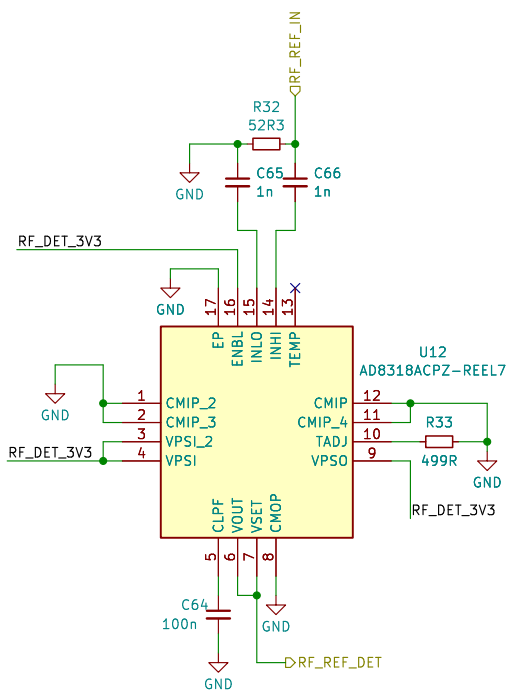 RF_REF_IN
R32
52R3
C65
1n
C66
1n
GND
RF_DET_3V3
GND
17
16
15
14
13
EP
ENBL
INLO
INHI
TEMP
U12
AD8318ACPZ-REEL7
GND
1
CMIP_2
2
CMIP_3
3
VPSI_2
4
VPSI
RF_DET_3V3
CMIP
12
CMIP_4
11
TADJ
10
VPSO
9
R33
499R
GND
RF_DET_3V3
CLPF
VOUT
VSET
CMOP
5
6
7
8
C64
100n
GND
GND
RF_REF_DET